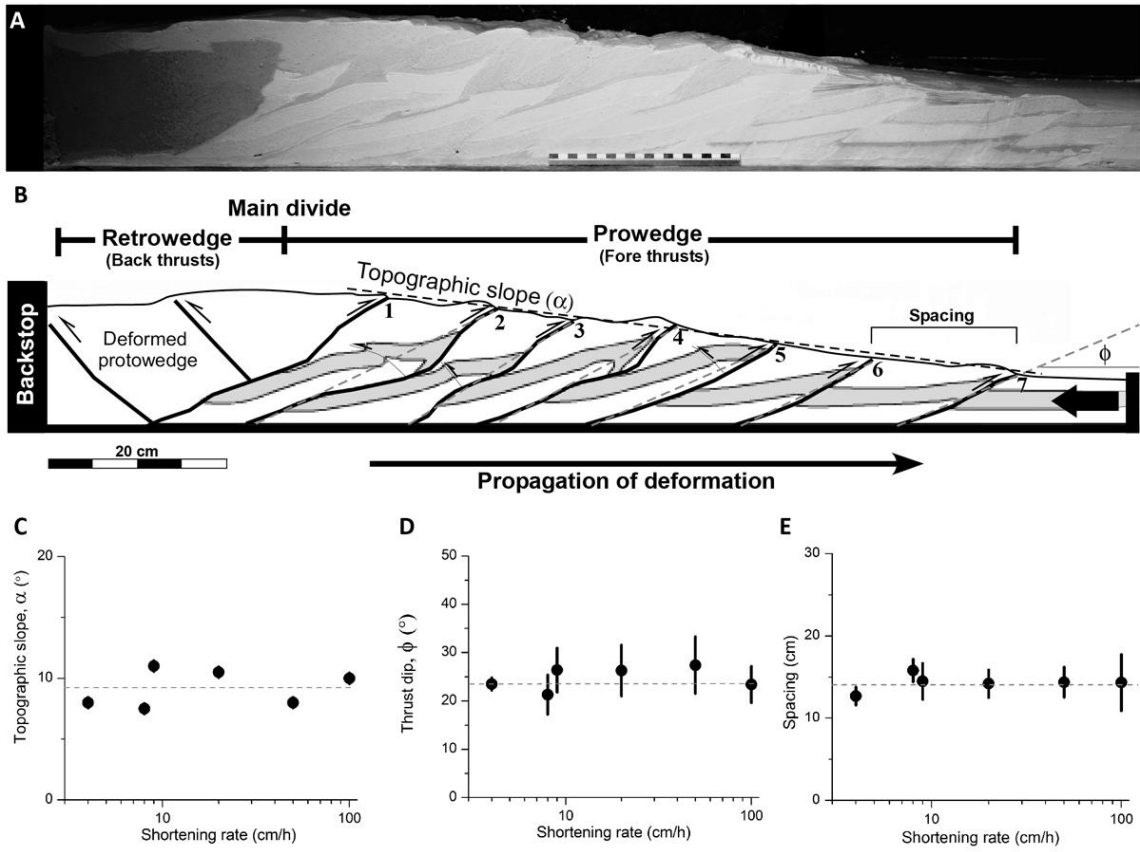 A
B
Main divide
Retrowedge
(Back thrusts)
Prowedge
(Fore thrusts)
Topographic slope (α)
Backstop
Deformed
protowedge
1
2
3
4
5
6
7
Spacing
ϕ
20 cm
Propagation of deformation
C
20
10
0
Topographic slope, α (°)
10
100
Shortening rate (cm/h)
D
50
40
30
20
10
0
Thrust dip, ϕ (°)
10
100
Shortening rate (cm/h)
E
30
20
10
0
Spacing (cm)
10
100
Shortening rate (cm/h)